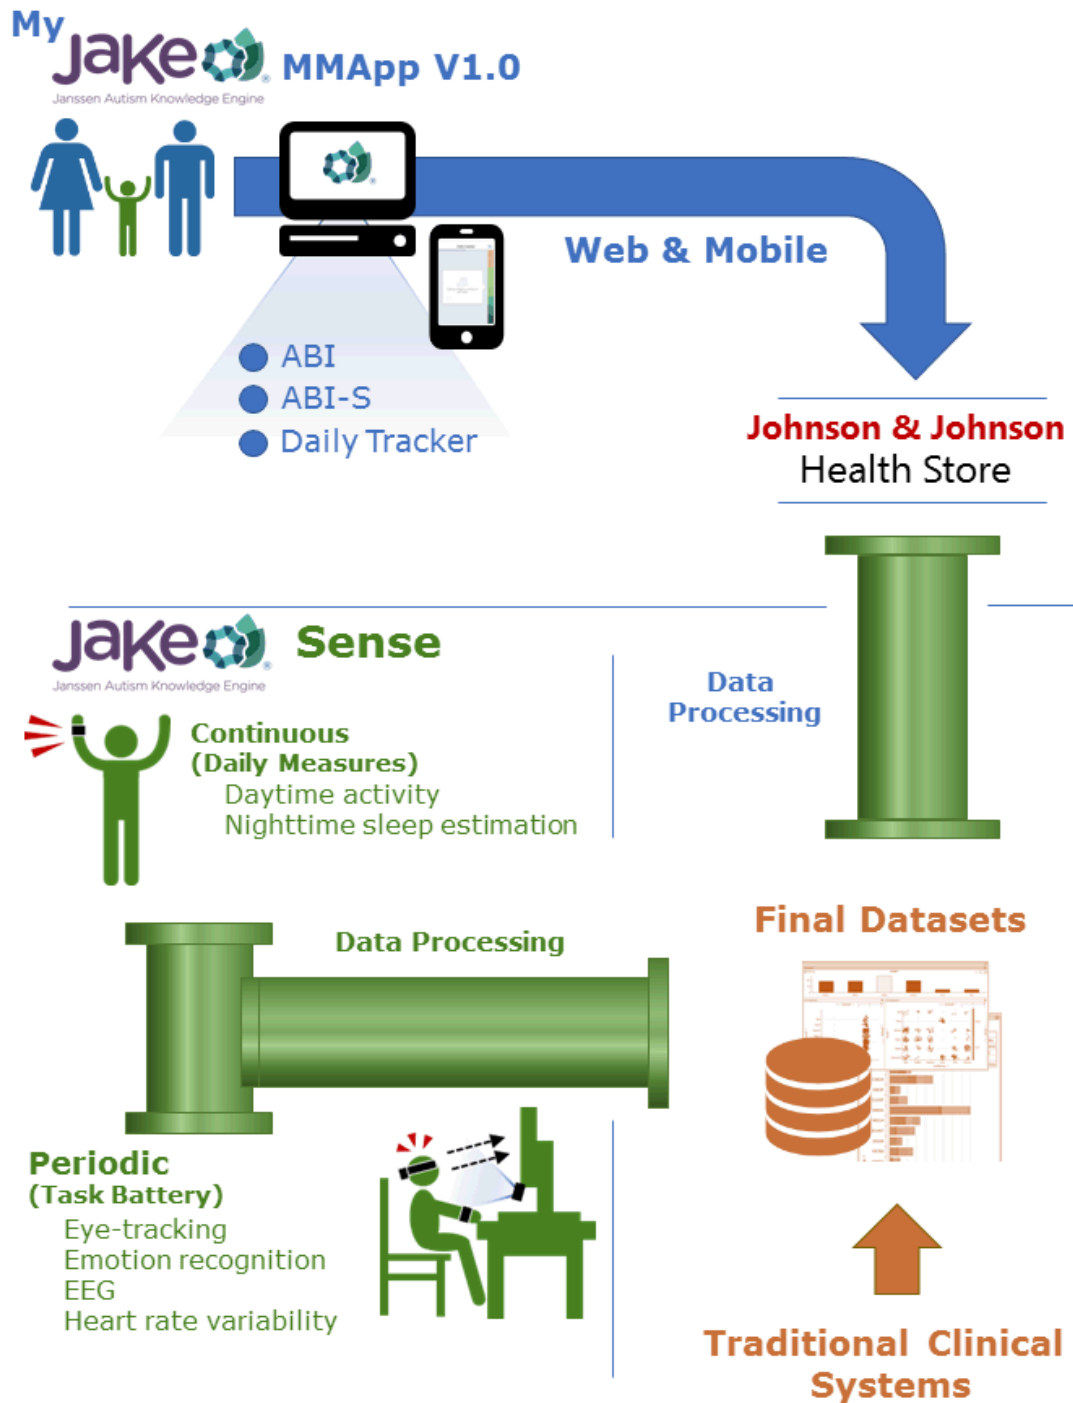 My
JAKE®
MMApp V1.0
Janssen Autism Knowledge Engine
Web & Mobile
ABI
ABI-S
Daily Tracker
Johnson & Johnson
Health Store
JAKE®
Sense
Janssen Autism Knowledge Engine
Data
Processing
Continuous
(Daily Measures)
Daytime activity
Nighttime sleep estimation
Data Processing
Final Datasets
Periodic
(Task Battery)
Eye-tracking
Emotion recognition
EEG
Heart rate variability
Traditional Clinical
Systems